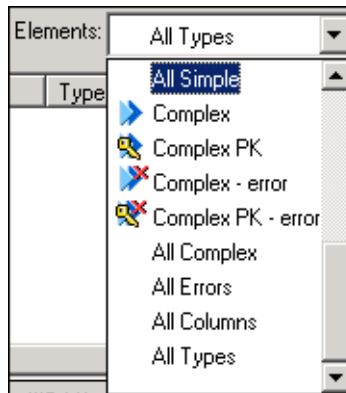 Elements: All Types
Type
All Simple
Complex
Complex PK
Complex - error
Complex PK - error
All Complex
All Errors
All Columns
All Types